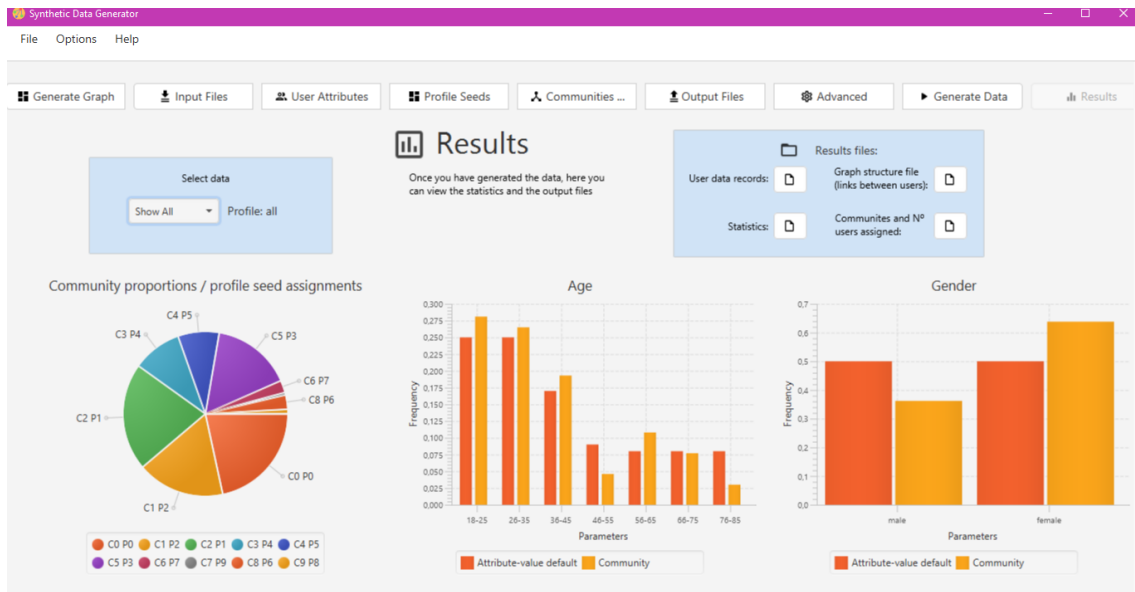 Synthetic Data Generator
File Options Help
Generate Graph Input Files User Attributes Profile Seeds Communities ... Output Files Advanced Generate Data Results
Results
Once you have generated the data, here you
can view the statistics and the output files
Select data
Show All Profile: all
Results files:
User data records:
Graph structure file
(links between users):
Statistics:
Communites and Nº
users assigned:
Community proportions / profile seed assignments
C4 P5
C3 P4
C5 P3
C6 P7
C8 P6
C2 P1
C0 P0
C1 P2
C0 P0 C1 P2 C2 P1 C3 P4 C4 P5
C5 P3 C6 P7 C7 P9 C8 P6 C9 P8
Age
Frequency
0,300
0,275
0,250
0,225
0,200
0,175
0,150
0,125
0,100
0,075
0,050
0,025
0,000
18-25 26-35 36-45 46-55 56-65 66-75 76-85
Parameters
Attribute-value default Community
Gender
Frequency
0,7
0,6
0,5
0,4
0,3
0,2
0,1
0,0
male female
Parameters
Attribute-value default Community